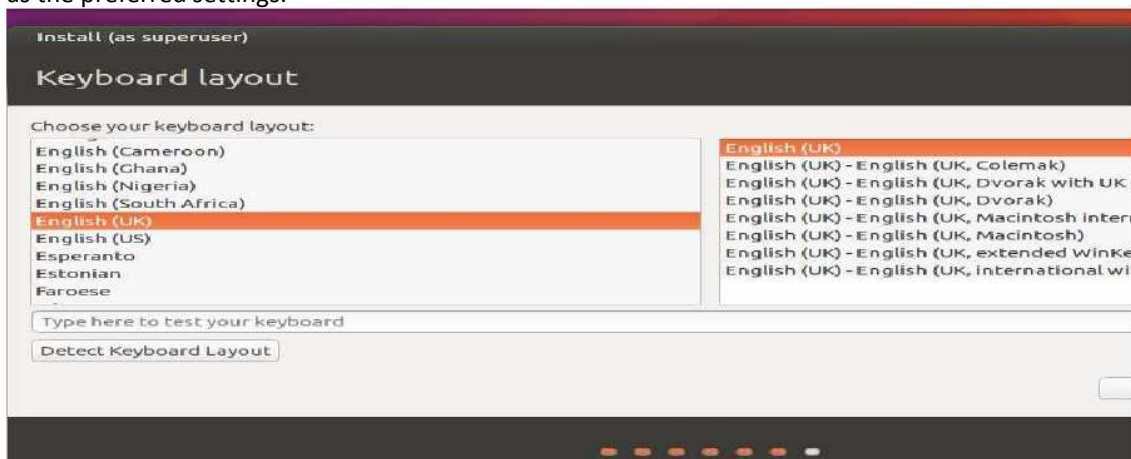 as the preferred settings.
Install (as superuser)
Keyboard layout
Choose your keyboard layout:
English (Cameroon)
English (Ghana)
English (Nigeria)
English (South Africa)
English (UK)
English (US)
Esperanto
Estonian
Faroese
English (UK)
English (UK) - English (UK, Colemak)
English (UK) - English (UK, Dvorak with UK
English (UK) - English (UK, Dvorak)
English (UK) - English (UK, Macintosh inter
English (UK) - English (UK, Macintosh)
English (UK) - English (UK, extended WinKe
English (UK) - English (UK, international wi
Type here to test your keyboard
Detect Keyboard Layout